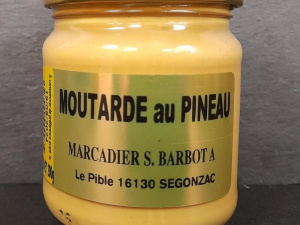 MOUTARDE au PINEAU
MARCADIER S. BARBOT A
Le Pible 16130 SEGONZAC